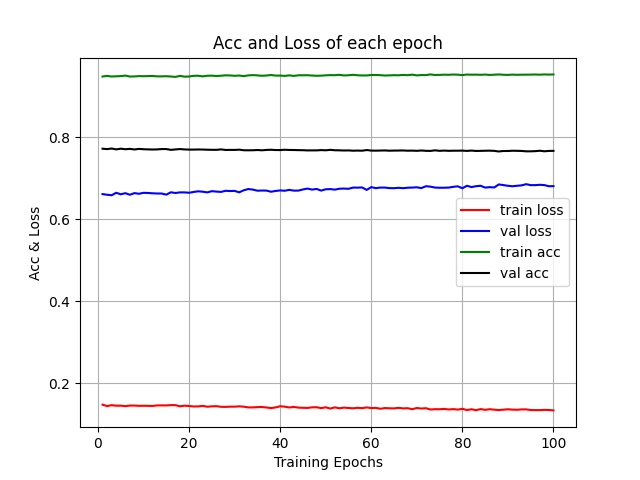 Acc and Loss of each epoch
Acc & Loss
0.8
0.6
0.4
0.2
train loss
val loss
train acc
val acc
0 20 40 60 80 100
Training Epochs